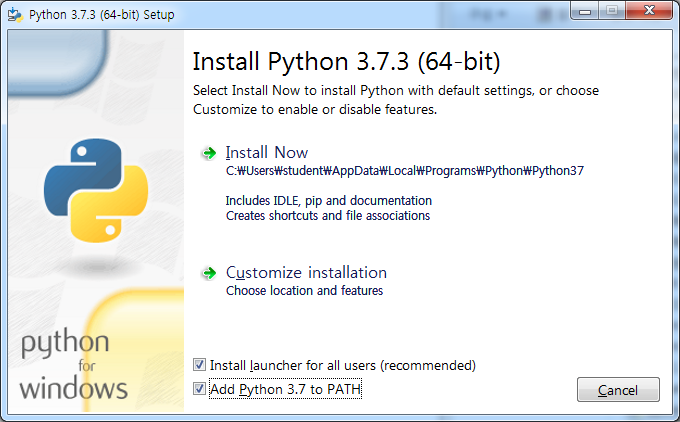 Python 3.7.3 (64-bit) Setup
Install Python 3.7.3 (64-bit)
Select Install Now to install Python with default settings, or choose
Customize to enable or disable features.
Install Now
C:₩Users₩student₩AppData₩Local₩Programs₩Python₩Python37
Includes IDLE, pip and documentation
Creates shortcuts and file associations
Customize installation
Choose location and features
python
for
windows
Install launcher for all users (recommended)
Add Python 3.7 to PATH
Cancel